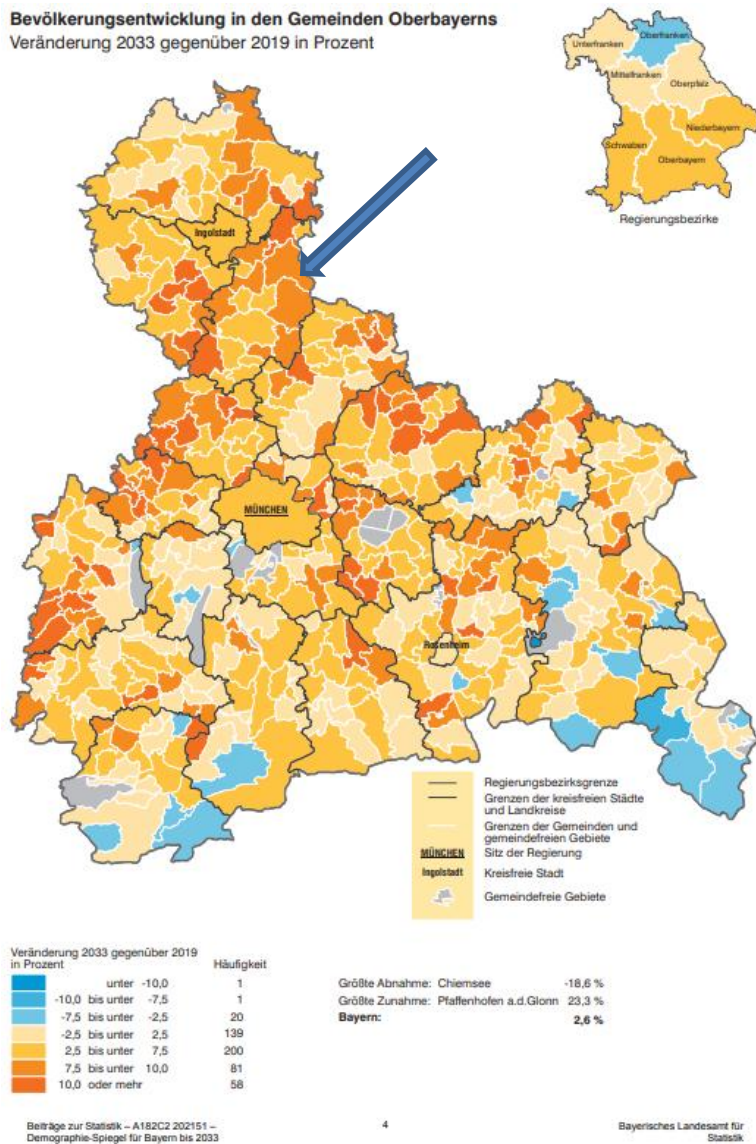 Bevölkerungsentwicklung in den Gemeinden Oberbayerns
Veränderung 2033 gegenüber 2019 in Prozent
Oberfranken
Unterfranken
Mittelfranken
Oberpfalz
Niederbayern
Schwaben
Oberbayern
Regierungsbezirke
Ingolstadt
MÜNCHEN
Rosenheim
Regierungsbezirksgrenze
Grenzen der kreisfreien Städte
und Landkreise
Grenzen der Gemeinden und
gemeindefreien Gebiete
MÜNCHEN Sitz der Regierung
Ingolstadt Kreisfreie Stadt
Gemeindefreie Gebiete
Veränderung 2033 gegenüber 2019
in Prozent Häufigkeit
unter -10,0 1
-10,0 bis unter -7,5 1
-7,5 bis unter -2,5 20
-2,5 bis unter 2,5 139
2,5 bis unter 7,5 200
7,5 bis unter 10,0 81
10,0 oder mehr 58
Größte Abnahme: Chiemsee -18,6 %
Größte Zunahme: Pfaffenhofen a.d.Glonn 23,3 %
Bayern: 2,6 %
Beiträge zur Statistik – A182C2 202151 –
Demographie-Spiegel für Bayern bis 2033
4
Bayerisches Landesamt für
Statistik